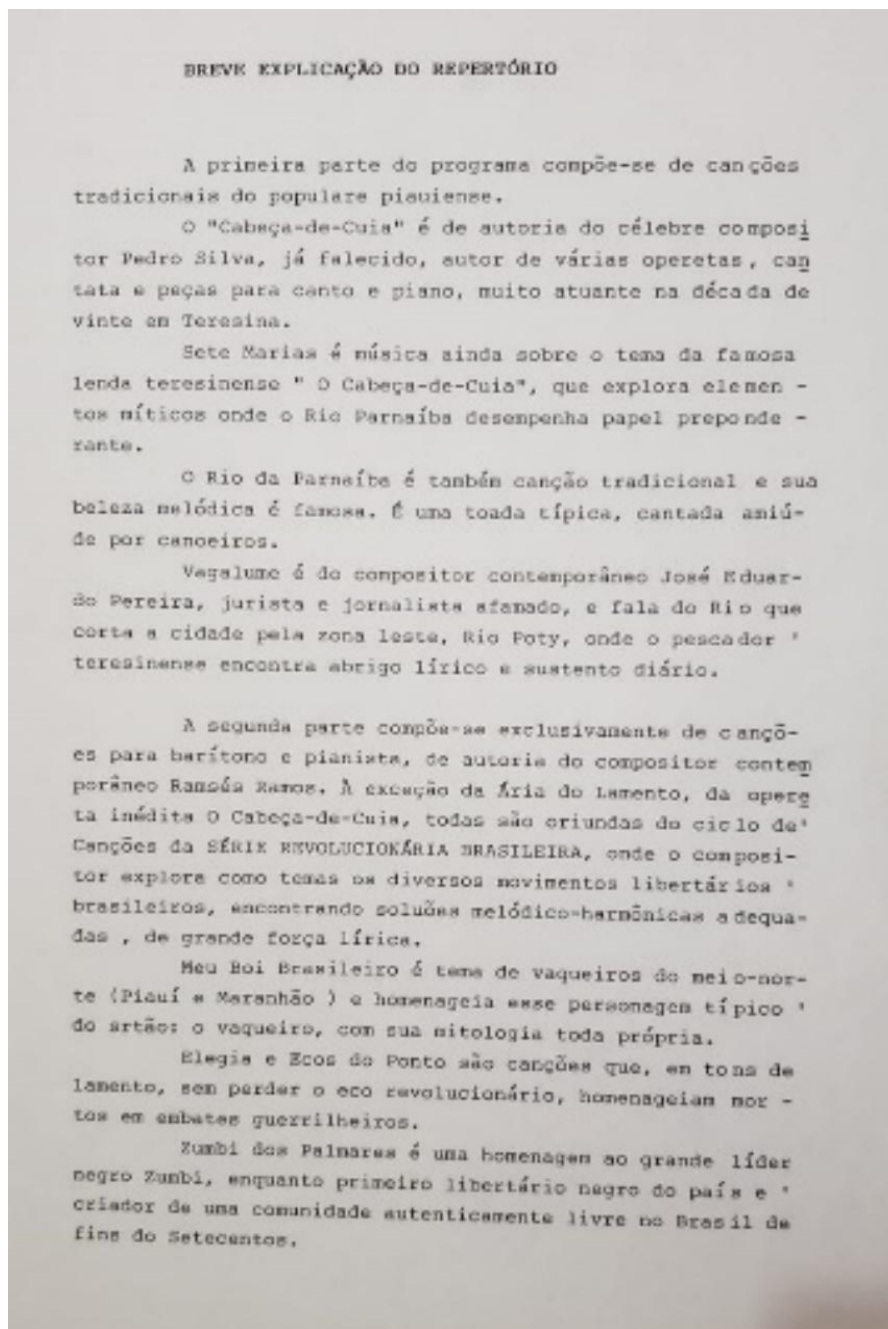 BREVE EXPLICAÇÃO DO REPERTÓRIO
A primeira parte do programa compõe-se de canções
tradicionais do populare piauiense.
O "Cabeça-de-Cuia" é de autoria do célebre composi
tor Pedro Silva, já falecido, autor de várias operetas, can
tata e peças para canto e piano, muito atuante na década de
vinte em Teresina.
Sete Marias é música ainda sobre o tema da famosa
lenda teresinense " O Cabeça-de-Cuia", que explora elemen -
tos míticos onde o Rio Parnaíba desempenha papel preponde -
rante.
O Rio da Parnaíba é também canção tradicional e sua
beleza melódica é famosa. É uma toada típica, cantada amiú-
de por canoeiros.
Vagalume é do compositor contemporâneo José Eduar-
do Pereira, jurista e jornalista afamado, e fala do Rio que
corta a cidade pela zona leste, Rio Poty, onde o pescador '
teresinense encontra abrigo lírico e sustento diário.
A segunda parte compõe-se exclusivamente de cançõ-
es para barítono e pianista, de autoria do compositor contem
porâneo Ramsés Ramos. À exceção da Ária do Lamento, da opere
ta inédita O Cabeça-de-Cuia, todas são oriundas do ciclo de'
Canções da SÉRIE REVOLUCIONÁRIA BRASILEIRA, onde o composi-
tor explora como temas os diversos movimentos libertários '
brasileiros, encontrando soluões melódico-harmônicas adequa-
das , de grande força lírica.
Meu Boi Brasileiro é tema de vaqueiros do meio-nor-
te (Piauí e Maranhão ) e homenageia esse personagem típico '
do srtão: o vaqueiro, com sua mitologia toda própria.
Elegia e Ecos do Ponto são canções que, em tons de
lamento, sem perder o eco revolucionário, homenageiam mor -
tos em embates guerrilheiros.
Zumbi dos Palmares é uma homenagem ao grande líder
negro Zumbi, enquanto primeiro libertário negro do país e '
criador de uma comunidade autenticamente livre no Brasil de
fins do Setecentos.